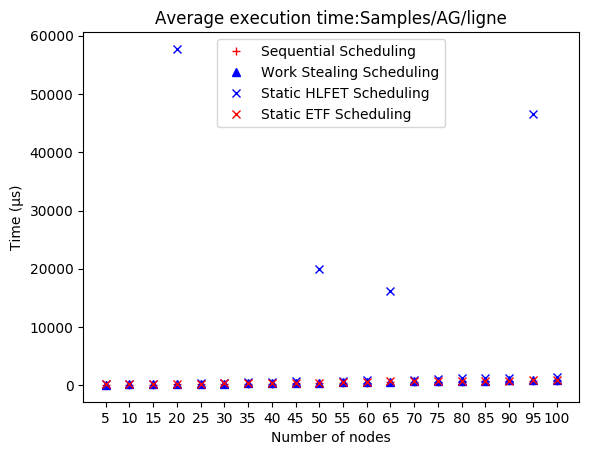 Average execution time:Samples/AG/ligne
60000
50000
40000
30000
20000
10000
0
Time (µs)
Sequential Scheduling
Work Stealing Scheduling
Static HLFET Scheduling
Static ETF Scheduling
5 10 15 20 25 30 35 40 45 50 55 60 65 70 75 80 85 90 95 100
Number of nodes